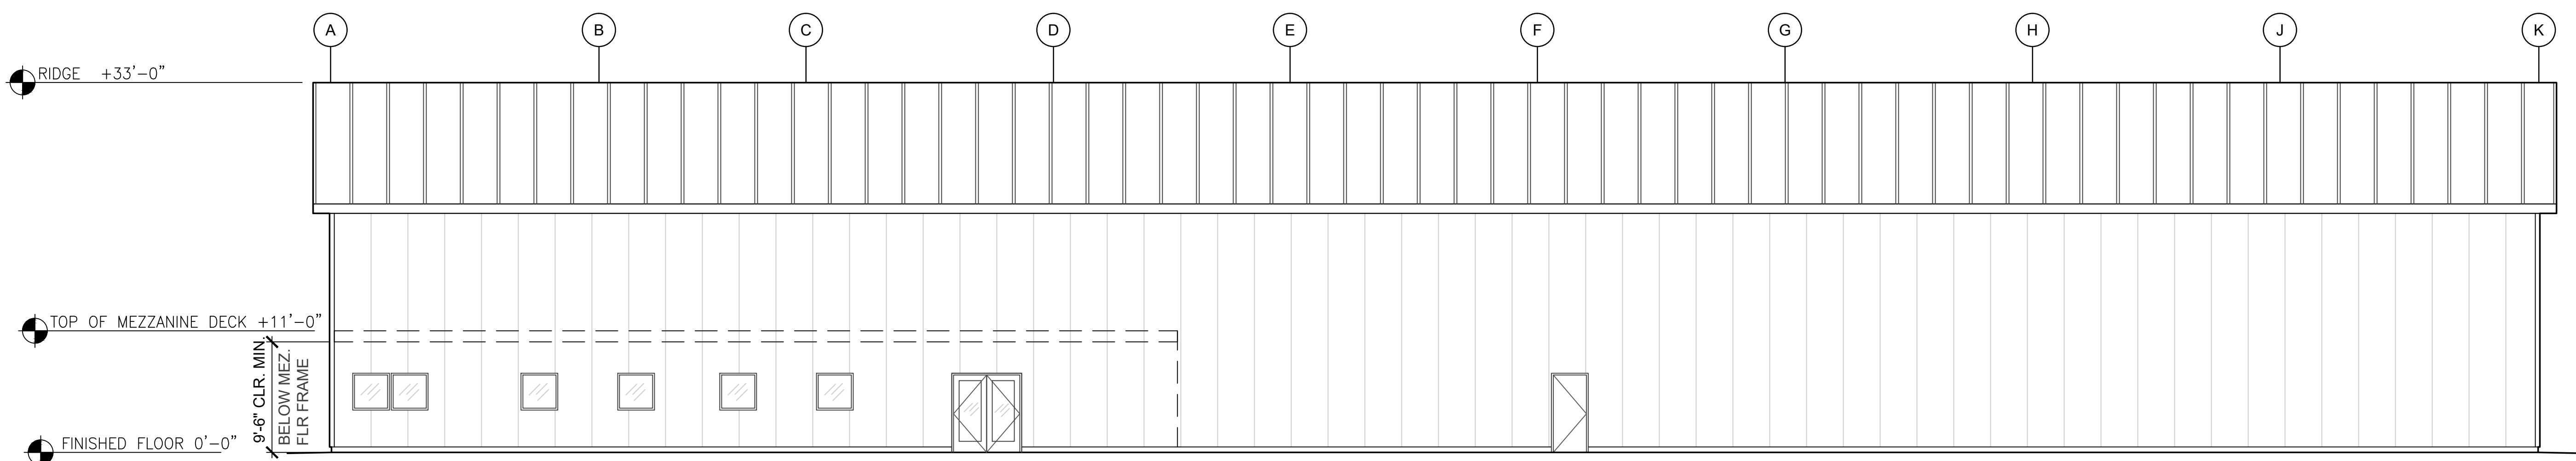 A B C D E F G H J K
RIDGE +33'-0"
TOP OF MEZZANINE DECK +11'-0"
9'-6" CLR. MIN.
BELOW MEZ.
FLR FRAME
FINISHED FLOOR 0'-0"